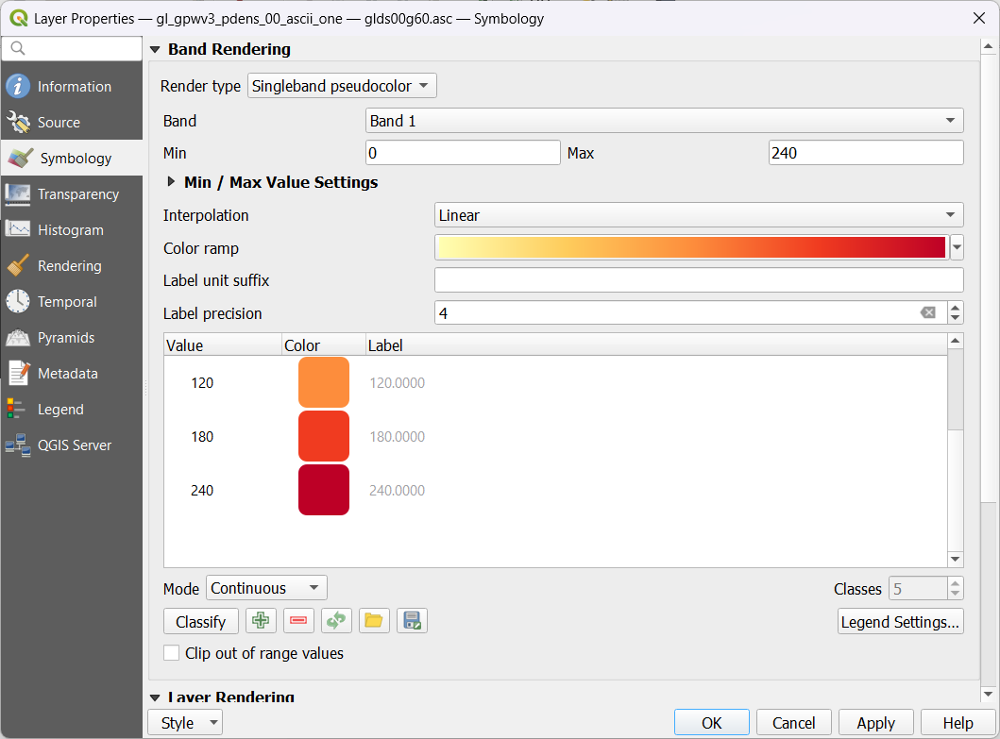 Layer Properties — gl_gpwv3_pdens_00_ascii_one — glds00g60.asc — Symbology
Information
Source
Symbology
Transparency
Histogram
Rendering
Temporal
Pyramids
Metadata
Legend
QGIS Server
Band Rendering
Render type Singleband pseudocolor
Band Band 1
Min 0 Max 240
Min / Max Value Settings
Interpolation Linear
Color ramp
Label unit suffix
Label precision 4
Value Color Label
120 120.0000
180 180.0000
240 240.0000
Mode Continuous Classes 5
Classify Legend Settings...
Clip out of range values
Layer Rendering
Style OK Cancel Apply Help